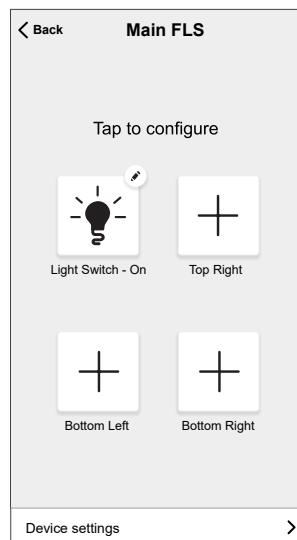 Back
Main FLS
Tap to configure
Light Switch - On
Top Right
Bottom Left
Bottom Right
Device settings